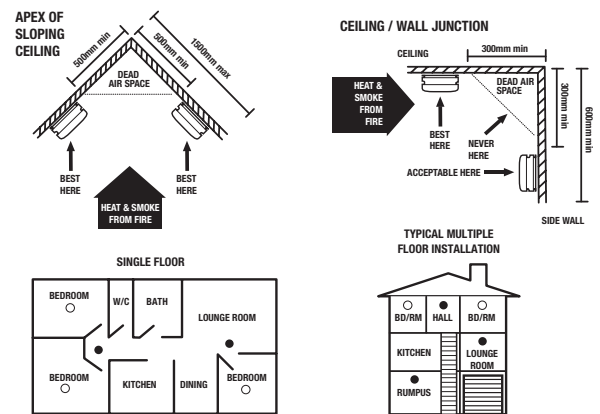 APEX OF
SLOPING
CEILING
500mm min
500mm min
1500mm max
DEAD
AIR SPACE
BEST
HERE
BEST
HERE
HEAT & SMOKE
FROM FIRE
CEILING / WALL JUNCTION
300mm min
CEILING
HEAT &
SMOKE
FROM
FIRE
DEAD AIR
SPACE
300mm min
600mm min
BEST
HERE
NEVER
HERE
ACCEPTABLE HERE
SIDE WALL
SINGLE FLOOR
BEDROOM
W/C
BATH
LOUNGE ROOM
BEDROOM
KITCHEN
DINING
BEDROOM
TYPICAL MULTIPLE
FLOOR INSTALLATION
BD/RM
HALL
BD/RM
KITCHEN
LOUNGE
ROOM
RUMPUS